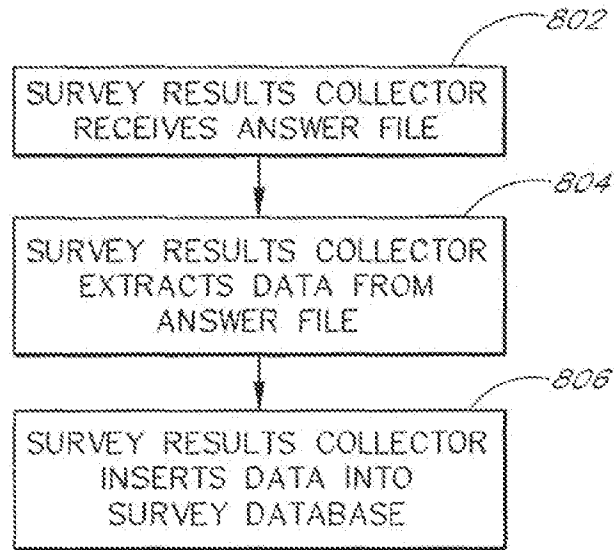 802
SURVEY RESULTS COLLECTOR
RECEIVES ANSWER FILE
804
SURVEY RESULTS COLLECTOR
EXTRACTS DATA FROM
ANSWER FILE
806
SURVEY RESULTS COLLECTOR
INSERTS DATA INTO
SURVEY DATABASE